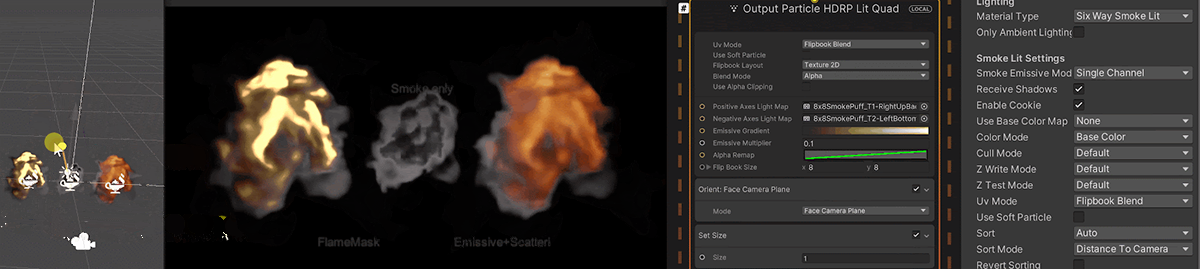 Smoke only
FlameMask
Emissive+Scatteri
#
Output Particle HDRP Lit Quad
LOCAL
Uv Mode
Flipbook Blend
Use Soft Particle
Flipbook Layout
Texture 2D
Blend Mode
Alpha
Use Alpha Clipping
Positive Axes Light Map
8x8SmokePuff_T1-RightUpBac
Negative Axes Light Map
8x8SmokePuff_T2-LeftBottom
Emissive Gradient
Emissive Multiplier
0.1
Alpha Remap
Flip Book Size
x 8
y 8
Orient: Face Camera Plane
Mode
Face Camera Plane
Set Size
Size
1
Lighting
Material Type
Six Way Smoke Lit
Only Ambient Lighting
Smoke Lit Settings
Smoke Emissive Mod
Single Channel
Receive Shadows
Enable Cookie
Use Base Color Map
None
Color Mode
Base Color
Cull Mode
Default
Z Write Mode
Default
Z Test Mode
Default
Uv Mode
Flipbook Blend
Use Soft Particle
Sort
Auto
Sort Mode
Distance To Camera
Revert Sorting